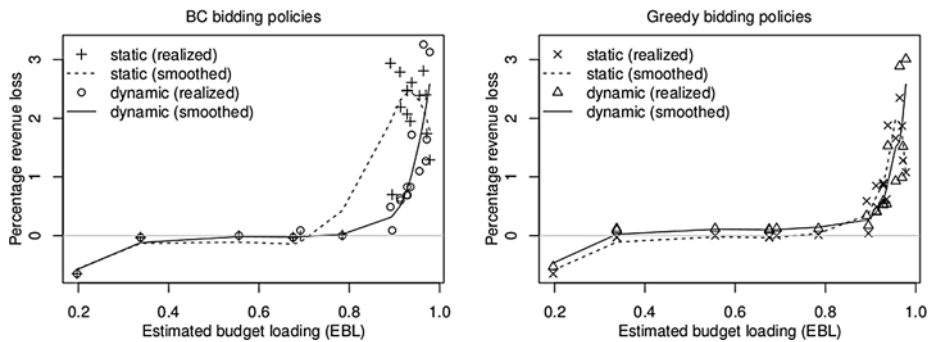 BC bidding policies
Percentage revenue loss
3
2
1
0
static (realized)
static (smoothed)
dynamic (realized)
dynamic (smoothed)
0.2 0.4 0.6 0.8 1.0
Estimated budget loading (EBL)
Greedy bidding policies
Percentage revenue loss
3
2
1
0
static (realized)
static (smoothed)
dynamic (realized)
dynamic (smoothed)
0.2 0.4 0.6 0.8 1.0
Estimated budget loading (EBL)